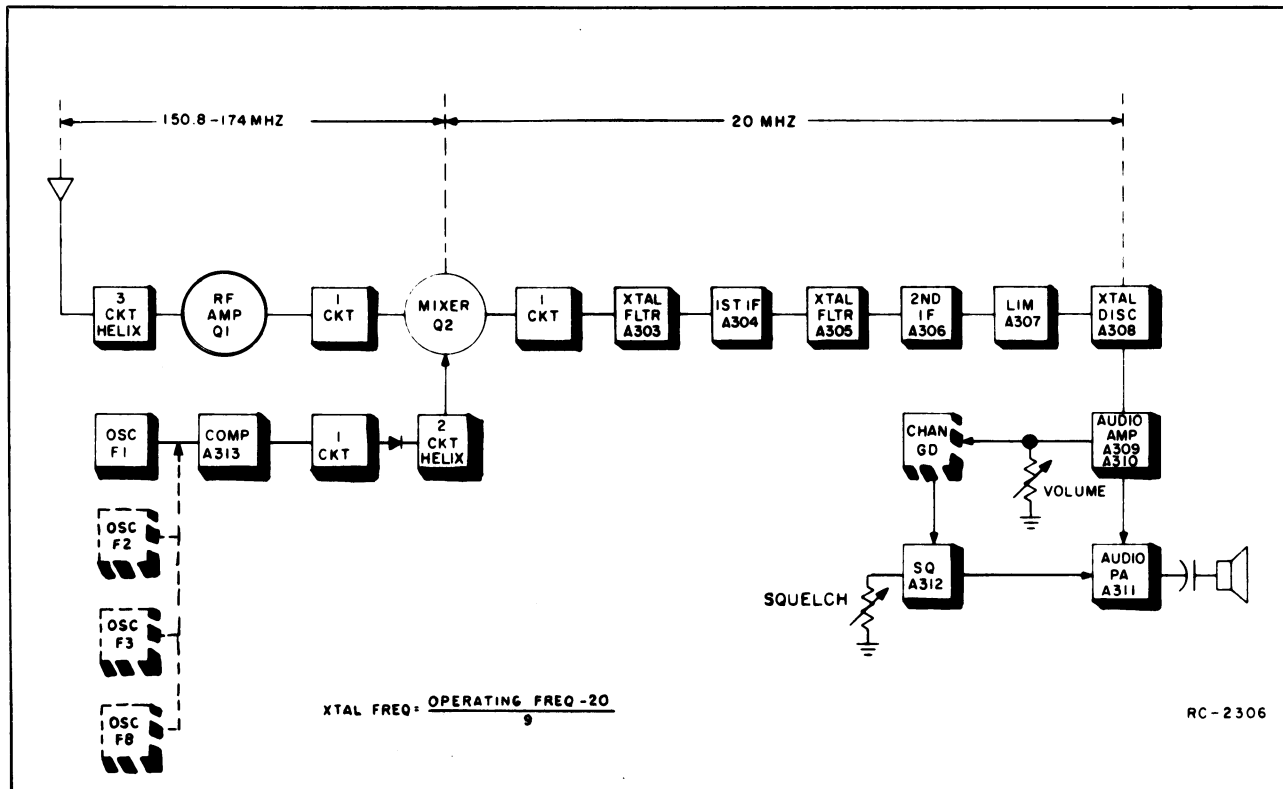 150.8-174 MHZ
20 MHZ
3
CKT
HELIX
RF
AMP
Q1
1
CKT
MIXER
Q2
1
CKT
XTAL
FLTR
A303
1ST IF
A304
XTAL
FLTR
A305
2ND
IF
A306
LIM
A307
XTAL
DISC
A308
OSC
F1
COMP
A313
1
CKT
2
CKT
HELIX
CHAN
GD
VOLUME
AUDIO
AMP
A309
A310
OSC
F2
SQUELCH
SQ
A312
AUDIO
PA
A311
OSC
F3
OSC
F8
XTAL FREQ = OPERATING FREQ -20
9
RC-2306